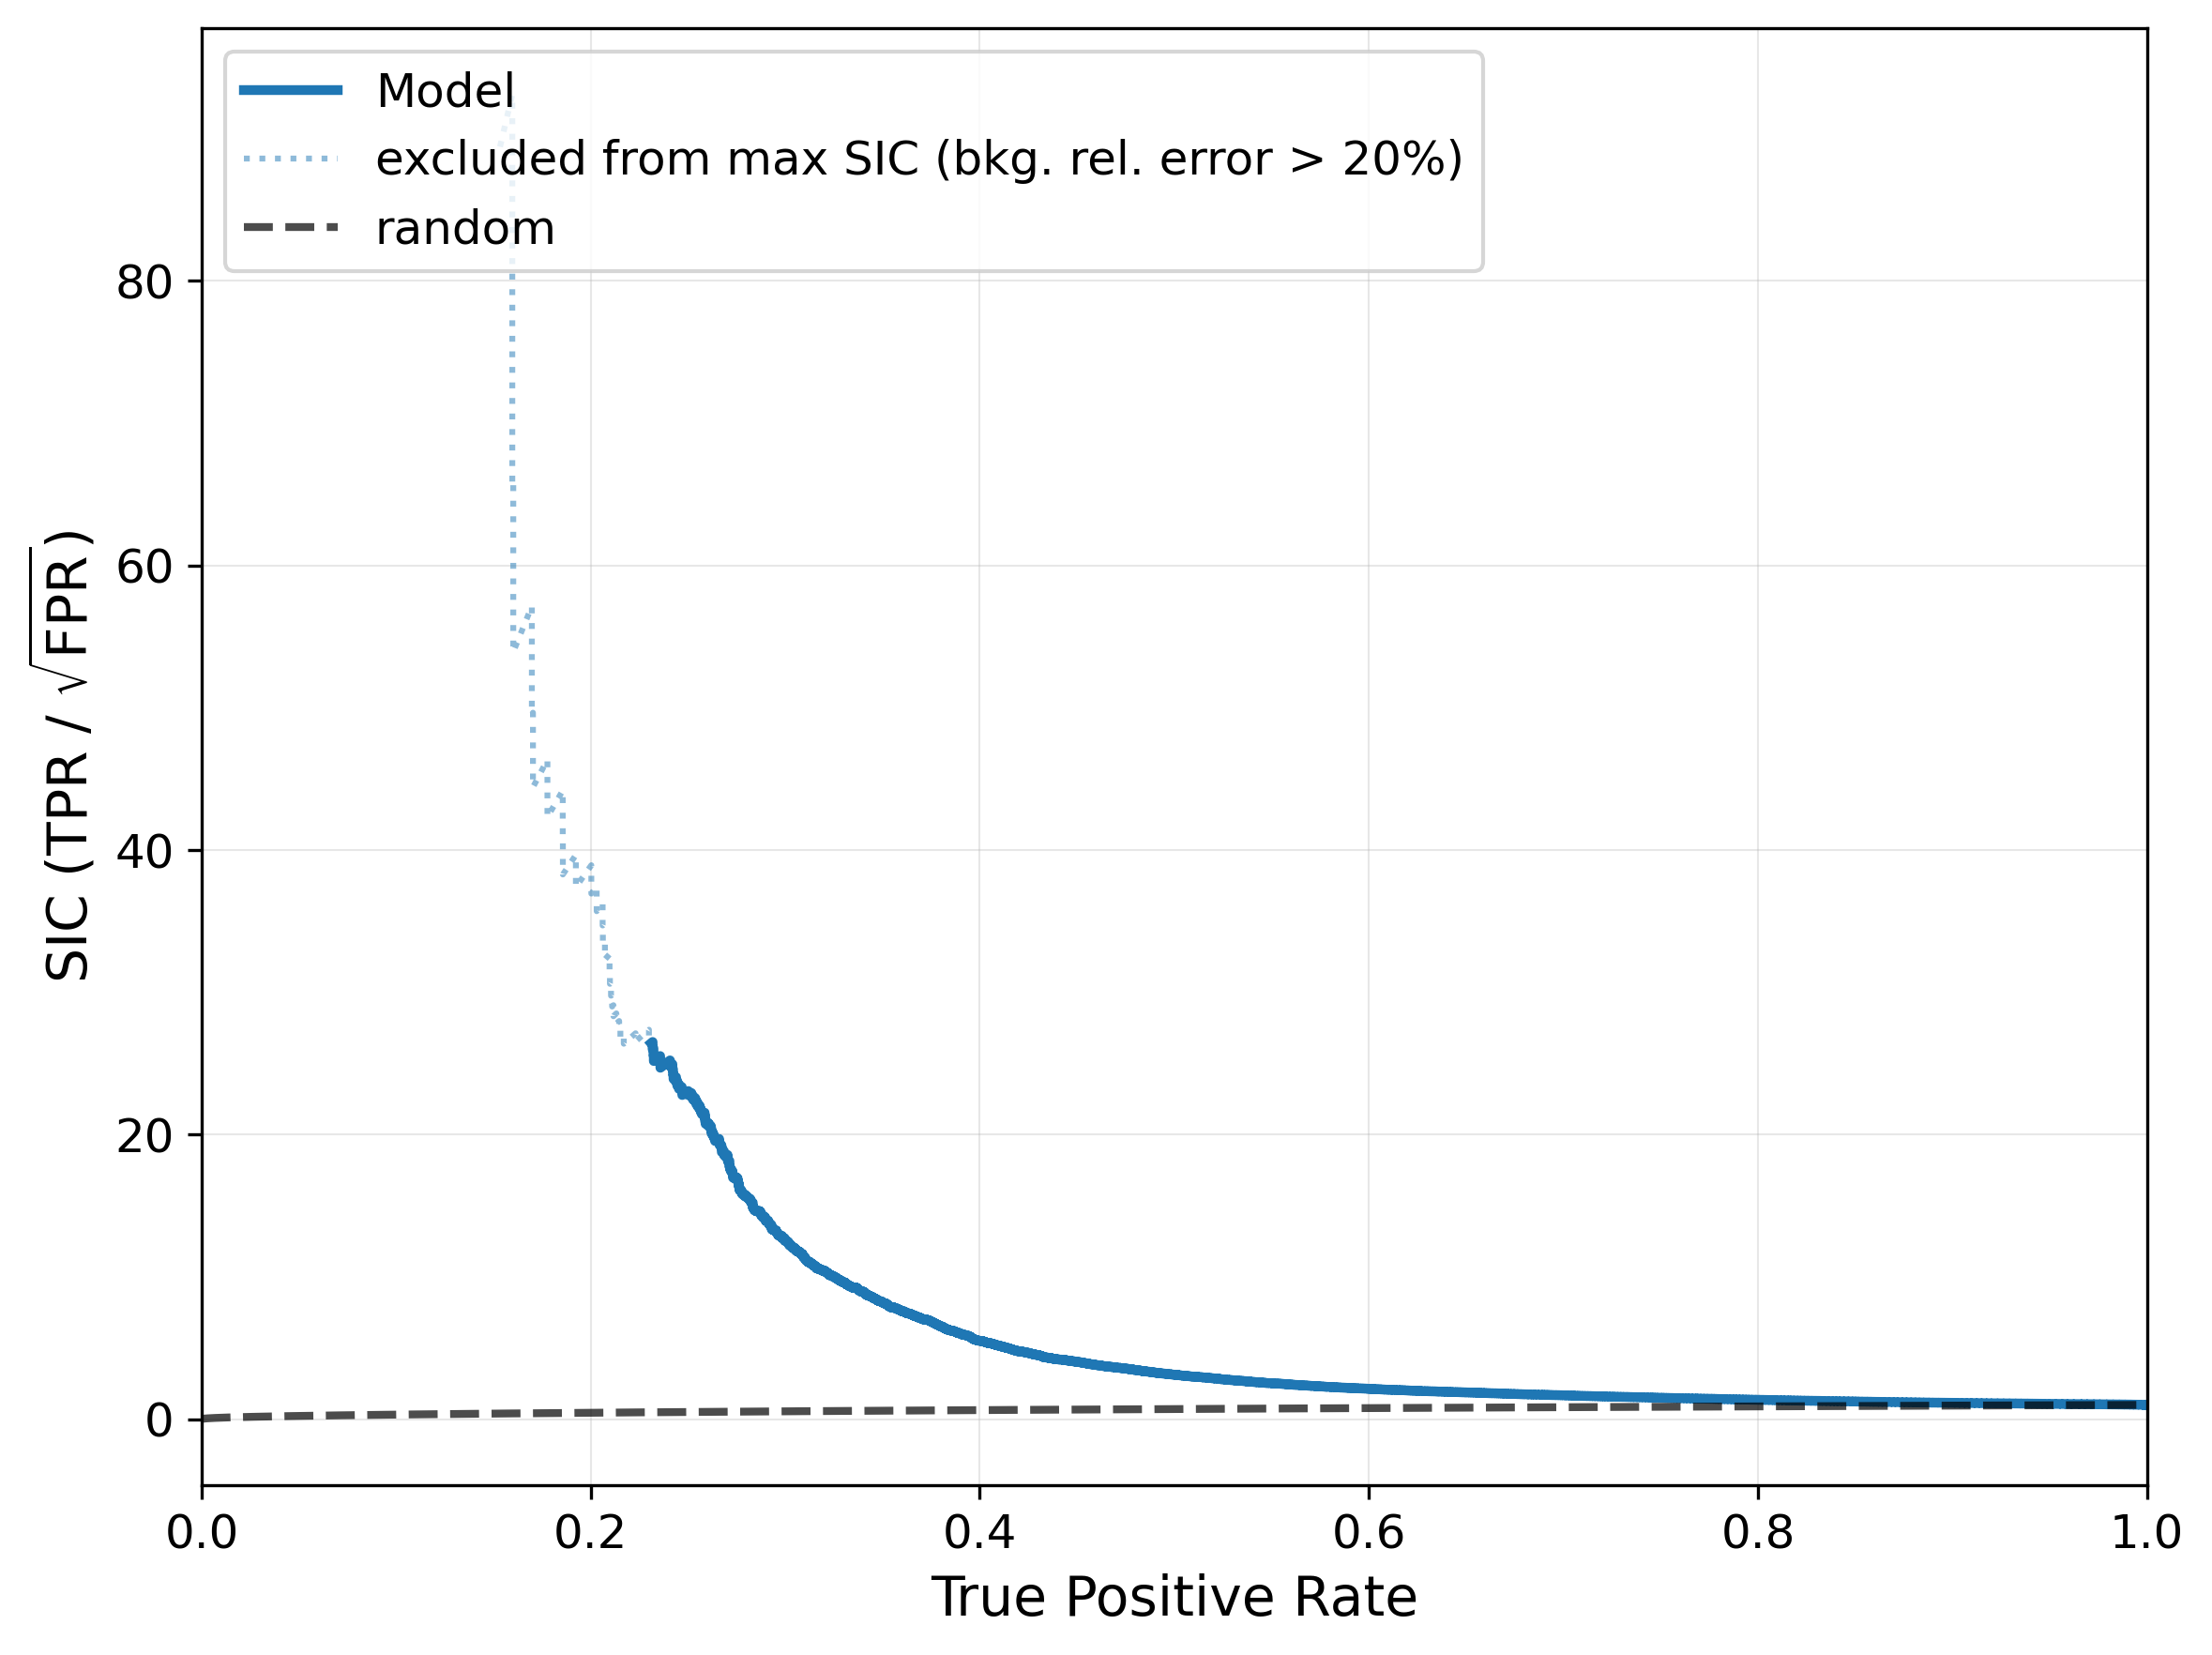 Model
excluded from max SIC (bkg. rel. error > 20%)
random
80
60
40
20
0
SIC (TPR / √FPR)
0.0 0.2 0.4 0.6 0.8 1.0
True Positive Rate